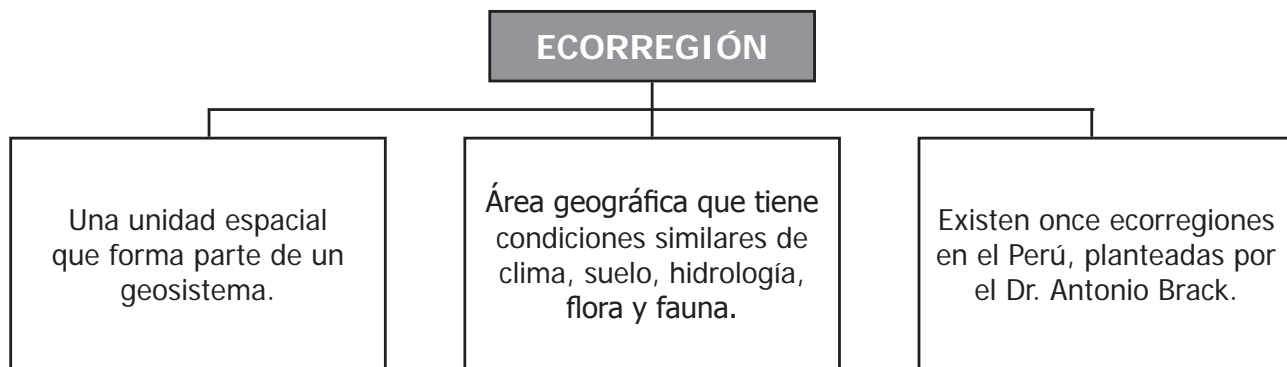 ECORREGIÓN
Una unidad espacial
que forma parte de un
geosistema.
Área geográfica que tiene
condiciones similares de
clima, suelo, hidrología,
flora y fauna.
Existen once ecorregiones
en el Perú, planteadas por
el Dr. Antonio Brack.